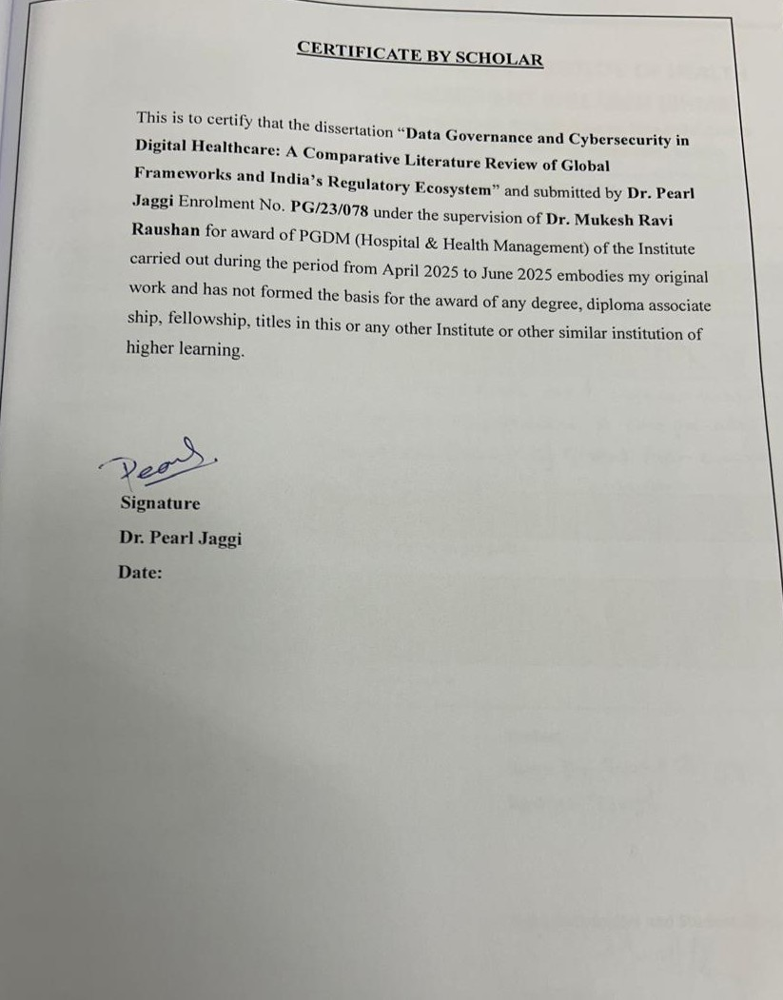 CERTIFICATE BY SCHOLAR
This is to certify that the dissertation “Data Governance and Cybersecurity in
Digital Healthcare: A Comparative Literature Review of Global
Frameworks and India’s Regulatory Ecosystem” and submitted by Dr. Pearl
Jaggi Enrolment No. PG/23/078 under the supervision of Dr. Mukesh Ravi
Raushan for award of PGDM (Hospital & Health Management) of the Institute
carried out during the period from April 2025 to June 2025 embodies my original
work and has not formed the basis for the award of any degree, diploma associate
ship, fellowship, titles in this or any other Institute or other similar institution of
higher learning.
Pearl.
Signature
Dr. Pearl Jaggi
Date: